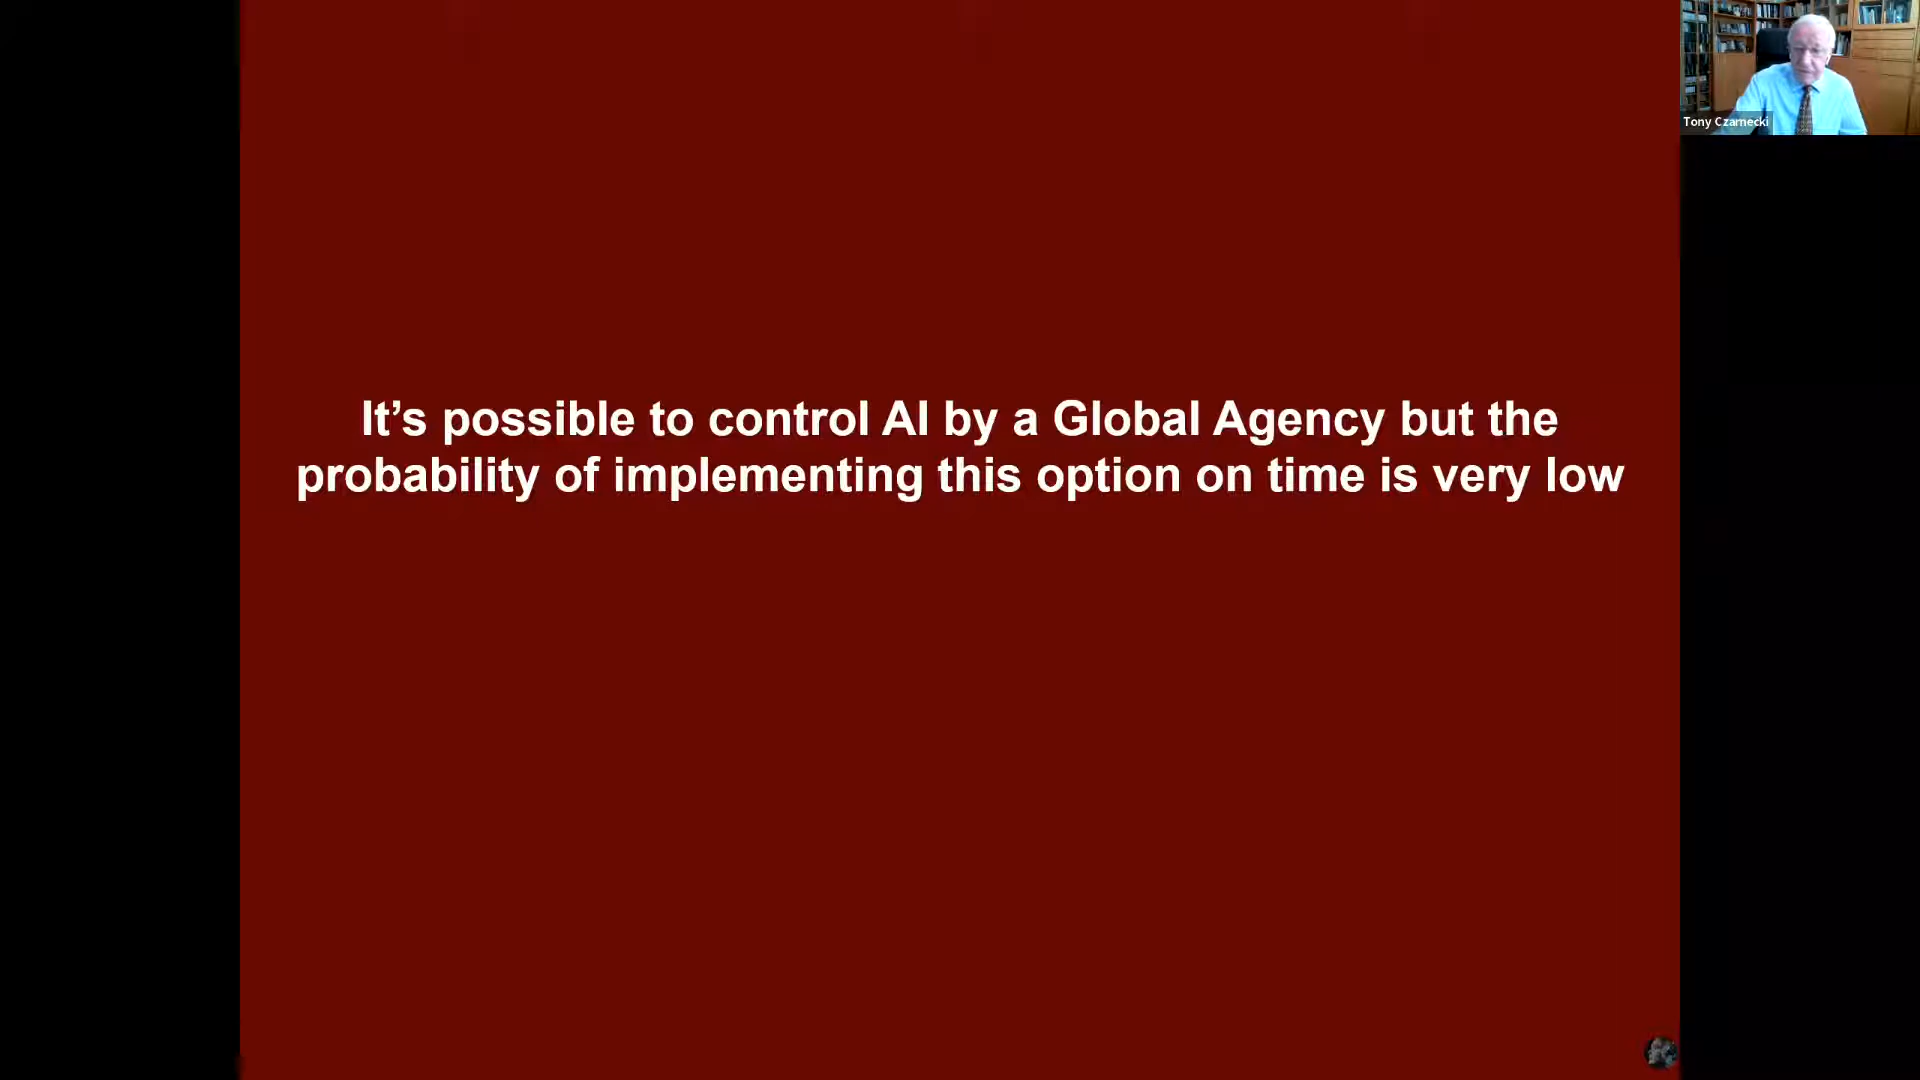 Tony Czarnecki
It’s possible to control AI by a Global Agency but the
probability of implementing this option on time is very low